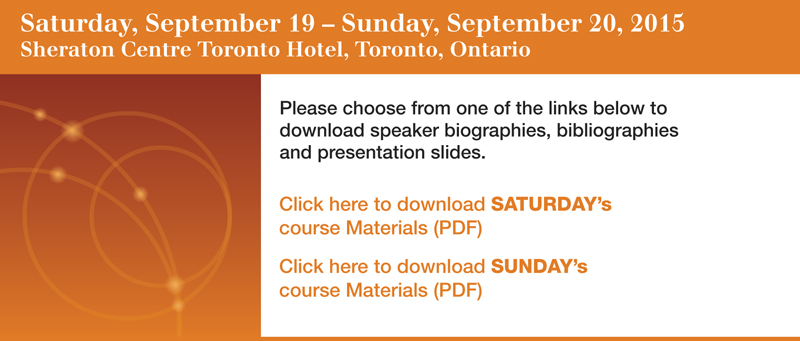 Saturday, September 19 – Sunday, September 20, 2015
Sheraton Centre Toronto Hotel, Toronto, Ontario
Please choose from one of the links below to
download speaker biographies, bibliographies
and presentation slides.
Click here to download SATURDAY’s
course Materials (PDF)
Click here to download SUNDAY’s
course Materials (PDF)